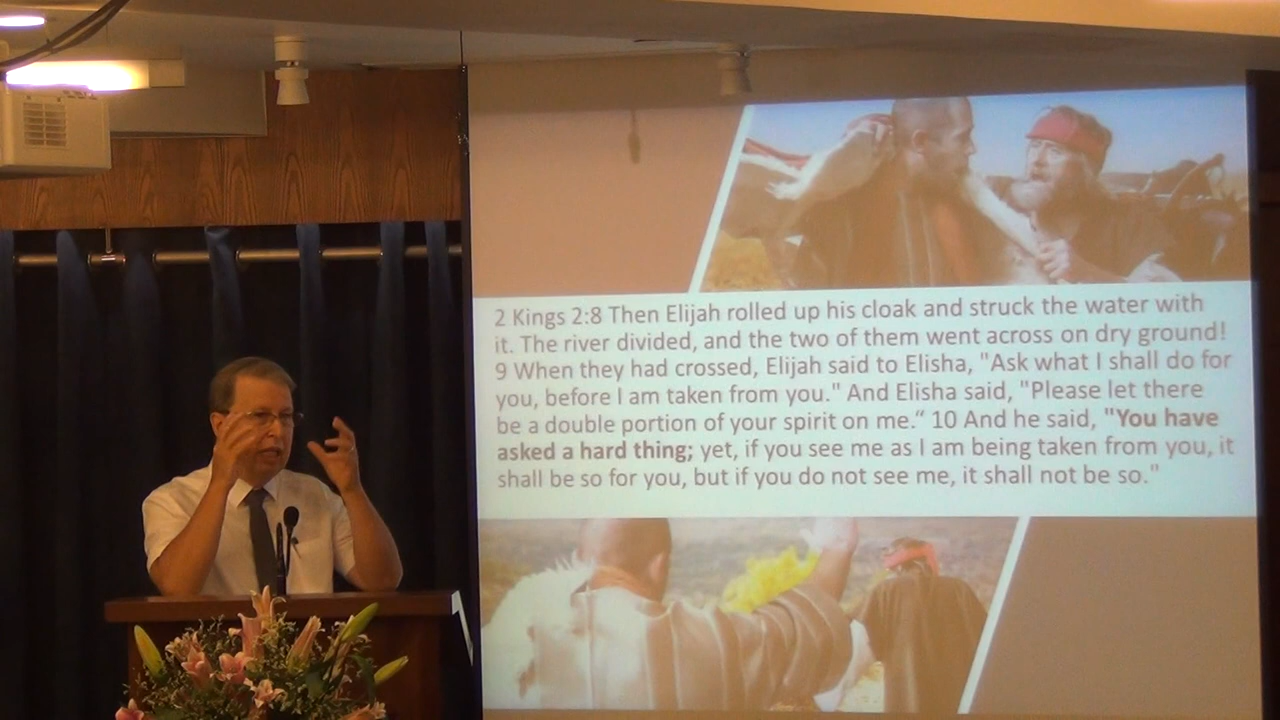 2 Kings 2:8 Then Elijah rolled up his cloak and struck the water with
it. The river divided, and the two of them went across on dry ground!
9 When they had crossed, Elijah said to Elisha, "Ask what I shall do for
you, before I am taken from you." And Elisha said, "Please let there
be a double portion of your spirit on me.“ 10 And he said, "You have
asked a hard thing; yet, if you see me as I am being taken from you, it
shall be so for you, but if you do not see me, it shall not be so."